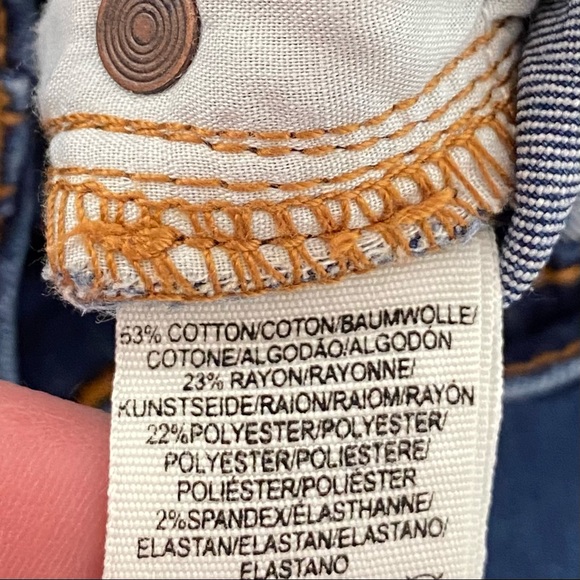 53% COTTON/COTON/BAUMWOLLE/
COTONE/ALGODÃO/ALGODÓN
23% RAYON/RAYONNE/
KUNSTSEIDE/RAION/RAIOM/RAYÓN
22%POLYESTER/POLYESTER/
POLYESTER/POLIESTERE/
POLIÉSTER/POLIÉSTER
2%SPANDEX/ÉLASTHANNE/
ELASTAN/ELASTAN/ELASTANO/
ELASTANO